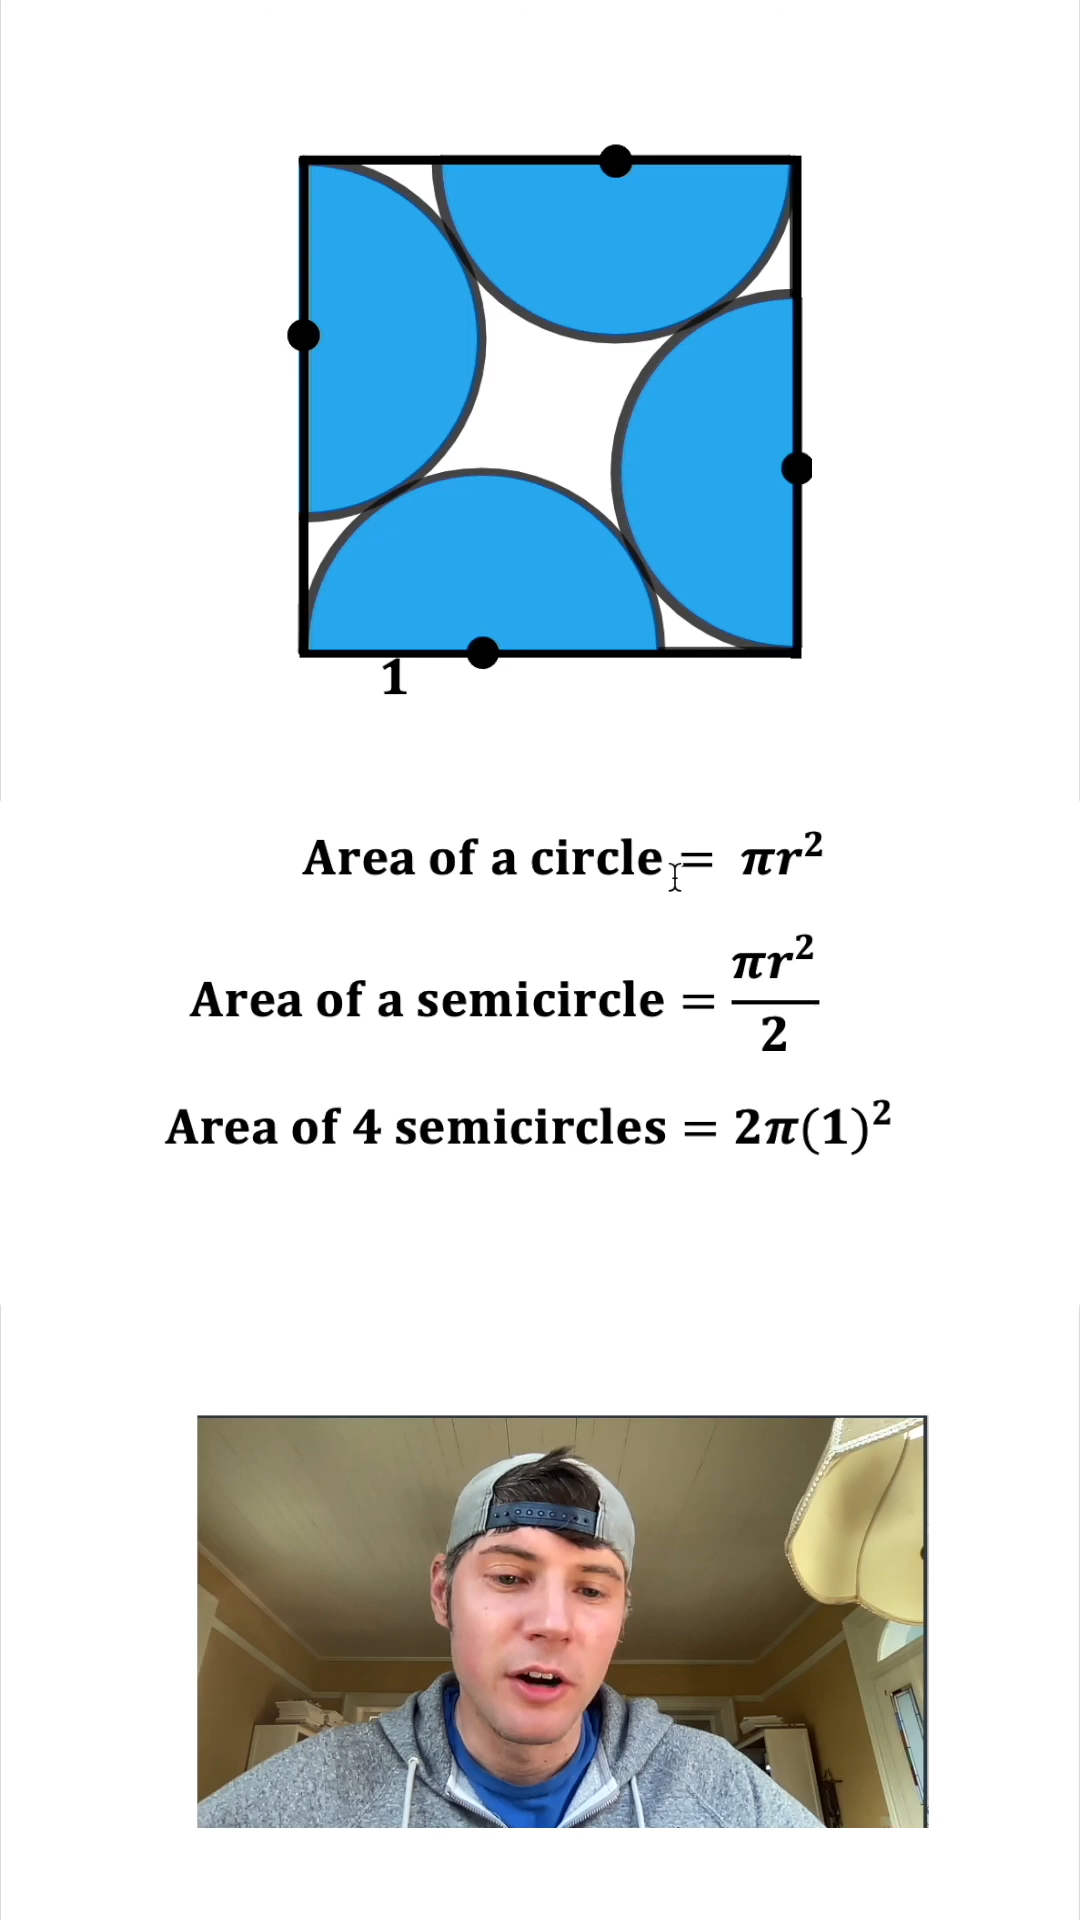 1
Area of a circle = πr²
Area of a semicircle = πr²/2
Area of 4 semicircles = 2π(1)²